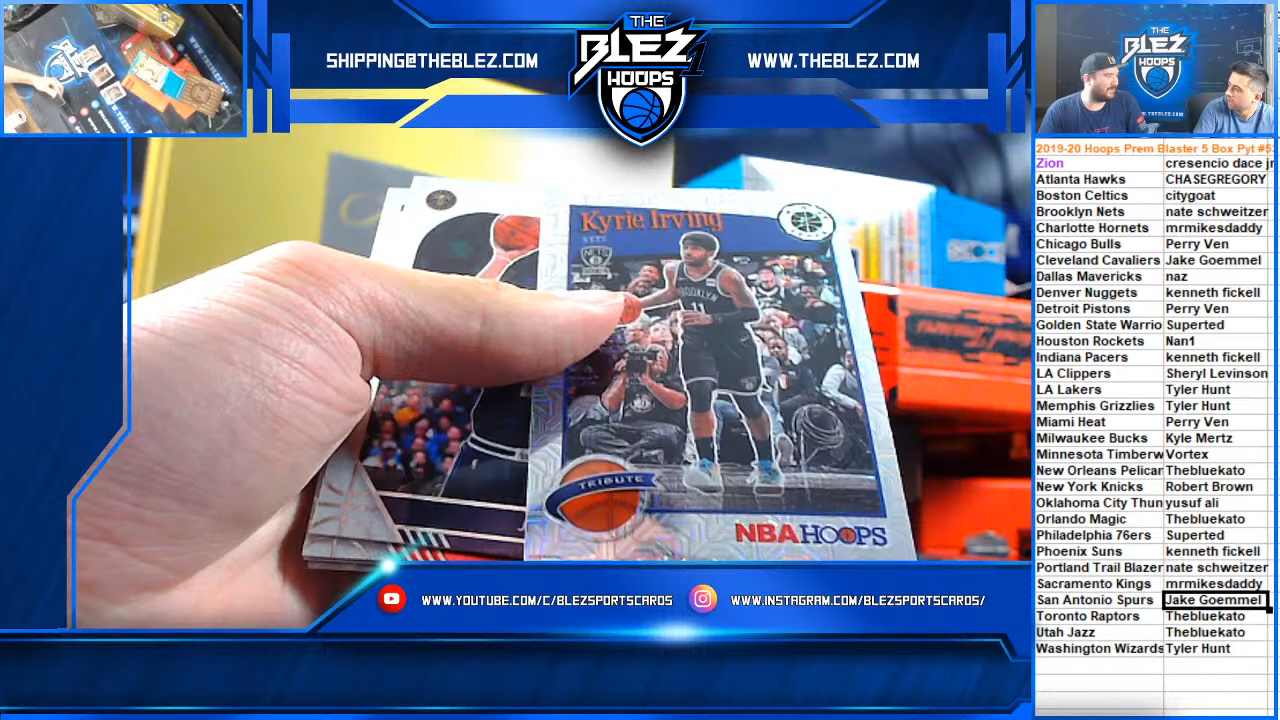 SHIPPING@THEBLEZ.COM
THE
BLEZ
HOOPS
1
WWW.THEBLEZ.COM
THE
BLEZ
Kyrie Irving
NETS
NETS
TRIBUTE
NBA HOOPS
WWW.YOUTUBE.COM/C/BLEZSPORTSCARDS
WWW.INSTAGRAM.COM/BLEZSPORTSCARDS/
2019-20 Hoops Prem Blaster 5 Box Pyt #5
Zion cresencio dace jr
Atlanta Hawks CHASEGREGORY
Boston Celtics citygoat
Brooklyn Nets nate schweitzer
Charlotte Hornets mrmikesdaddy
Chicago Bulls Perry Ven
Cleveland Cavaliers Jake Goemmel
Dallas Mavericks naz
Denver Nuggets kenneth fickell
Detroit Pistons Perry Ven
Golden State Warrio Superted
Houston Rockets Nan1
Indiana Pacers kenneth fickell
LA Clippers Sheryl Levinson
LA Lakers Tyler Hunt
Memphis Grizzlies Tyler Hunt
Miami Heat Perry Ven
Milwaukee Bucks Kyle Mertz
Minnesota Timberw Vortex
New Orleans Pelican Thebluekato
New York Knicks Robert Brown
Oklahoma City Thun yusuf ali
Orlando Magic Thebluekato
Philadelphia 76ers Superted
Phoenix Suns kenneth fickell
Portland Trail Blazer nate schweitzer
Sacramento Kings mrmikesdaddy
San Antonio Spurs Jake Goemmel
Toronto Raptors Thebluekato
Utah Jazz Thebluekato
Washington Wizards Tyler Hunt